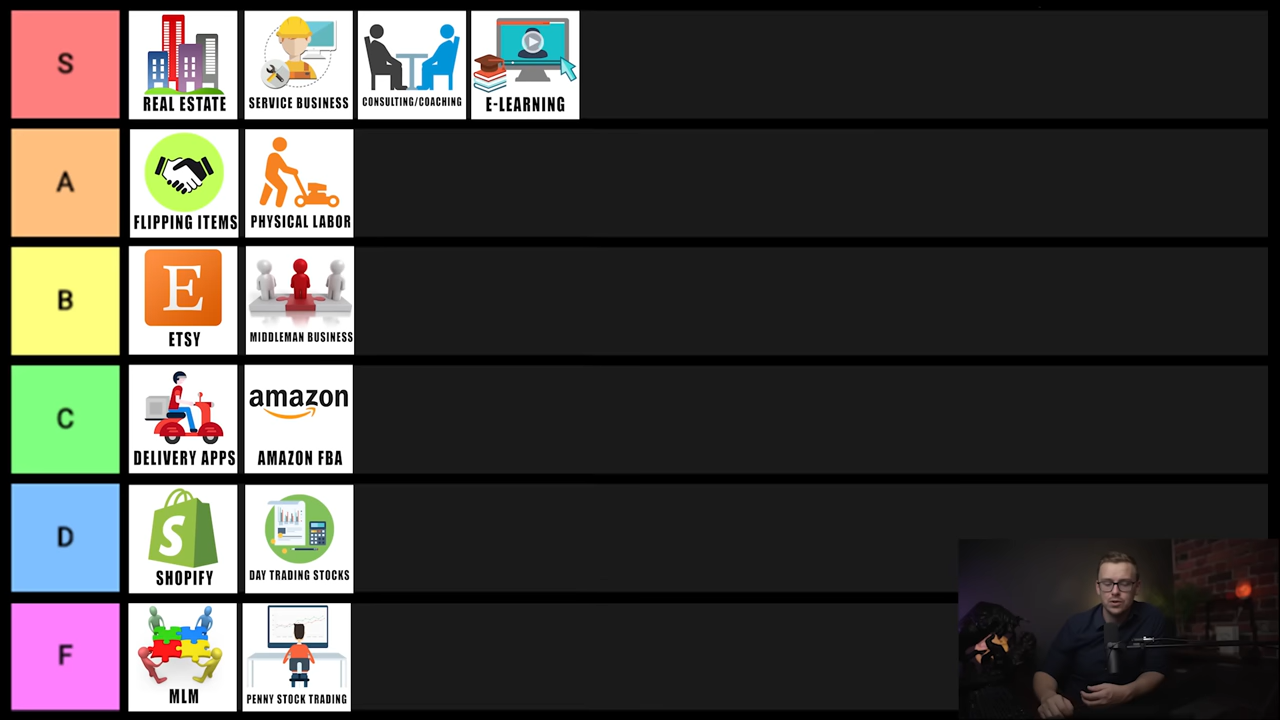 S
REAL ESTATE
SERVICE BUSINESS
CONSULTING/COACHING
E-LEARNING
A
FLIPPING ITEMS
PHYSICAL LABOR
B
E
ETSY
MIDDLEMAN BUSINESS
C
DELIVERY APPS
amazon
AMAZON FBA
D
S
SHOPIFY
DAY TRADING STOCKS
F
MLM
PENNY STOCK TRADING